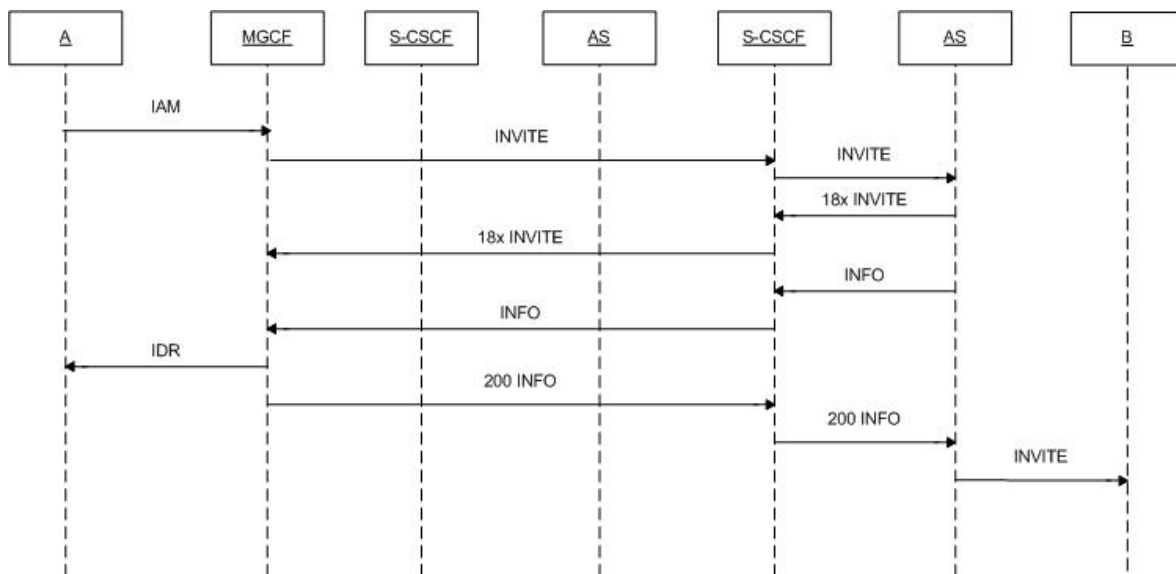 A
MGCF
S-CSCF
AS
S-CSCF
AS
B
IAM
INVITE
INVITE
18x INVITE
18x INVITE
INFO
INFO
IDR
200 INFO
200 INFO
INVITE